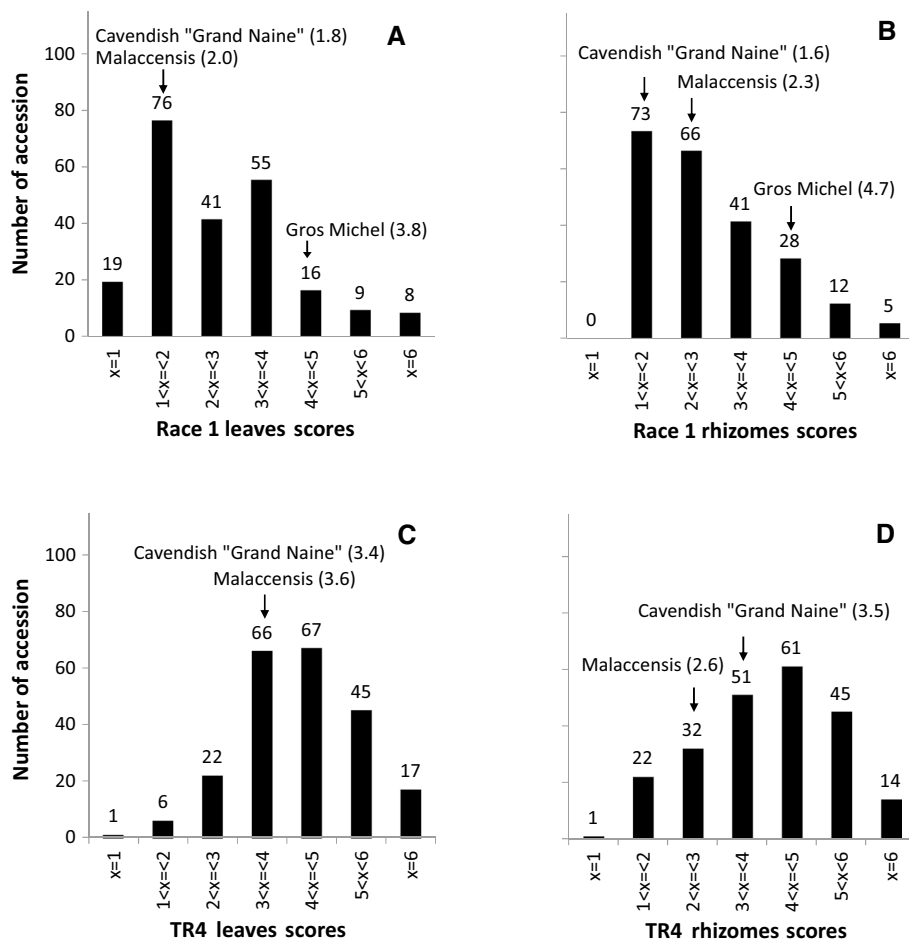 A
Cavendish "Grand Naine" (1.8)
Malaccensis (2.0)
Gros Michel (3.8)
Number of accession
100
80
60
40
20
0
19
76
41
55
16
9
8
x=1
1<x=<2
2<x=<3
3<x=<4
4<x=<5
5<x<6
x=6
Race 1 leaves scores
B
Cavendish "Grand Naine" (1.6)
Malaccensis (2.3)
Gros Michel (4.7)
0
73
66
41
28
12
5
x=1
1<x=<2
2<x=<3
3<x=<4
4<x=<5
5<x<6
x=6
Race 1 rhizomes scores
C
Cavendish "Grand Naine" (3.4)
Malaccensis (3.6)
Number of accession
100
80
60
40
20
0
1
6
22
66
67
45
17
x=1
1<x=<2
2<x=<3
3<x=<4
4<x=<5
5<x<6
x=6
TR4 leaves scores
D
Cavendish "Grand Naine" (3.5)
Malaccensis (2.6)
1
22
32
51
61
45
14
x=1
1<x=<2
2<x=<3
3<x=<4
4<x=<5
5<x<6
x=6
TR4 rhizomes scores